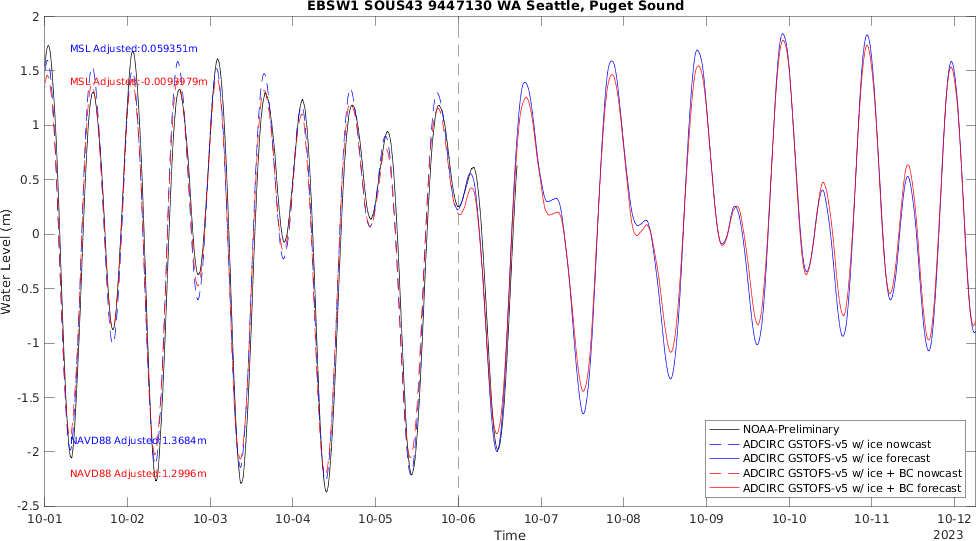 EBSW1 SOUS43 9447130 WA Seattle, Puget Sound
2
1.5
1
0.5
0
-0.5
-1
-1.5
-2
-2.5
Water Level (m)
MSL Adjusted:0.059351m
NAVD88 Adjusted:1.3684m
NAVD88 Adjusted:1.2996m
NOAA-Preliminary
ADCIRC GSTOFS-v5 w/ ice nowcast
ADCIRC GSTOFS-v5 w/ ice forecast
ADCIRC GSTOFS-v5 w/ ice + BC nowcast
ADCIRC GSTOFS-v5 w/ ice + BC forecast
10-01 10-02 10-03 10-04 10-05 10-06 10-07 10-08 10-09 10-10 10-11 10-12
Time
2023